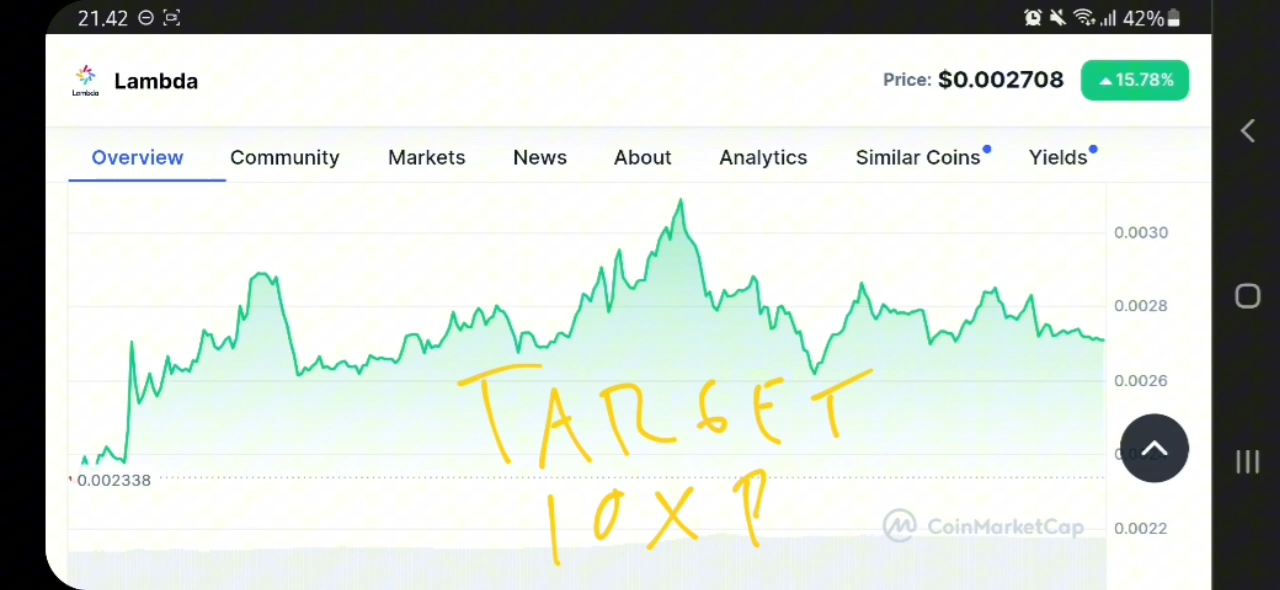 21.42 42%
Lambda
Lambda Price: $0.002708 15.78%
Overview Community Markets News About Analytics Similar Coins Yields
0.0030
0.0028
0.0026
TARGET
0.002338
10X
CoinMarketCap 0.0022